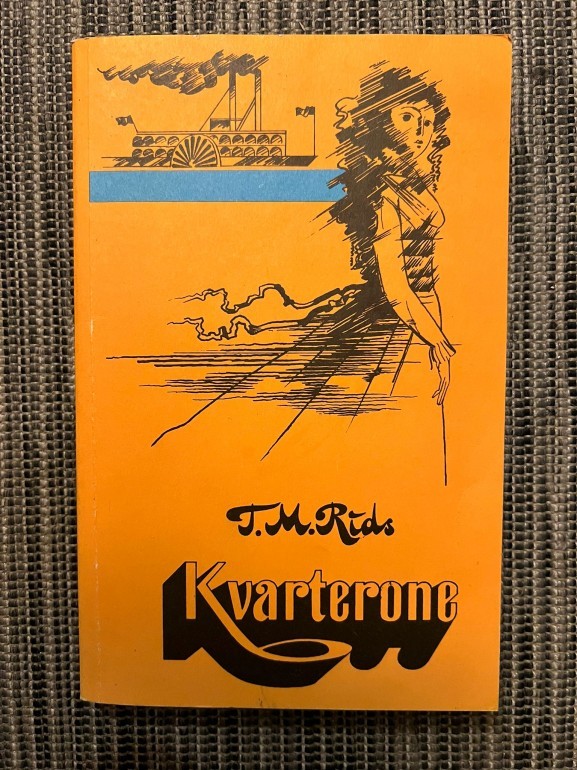 T. M. Rīds
Kvarterone